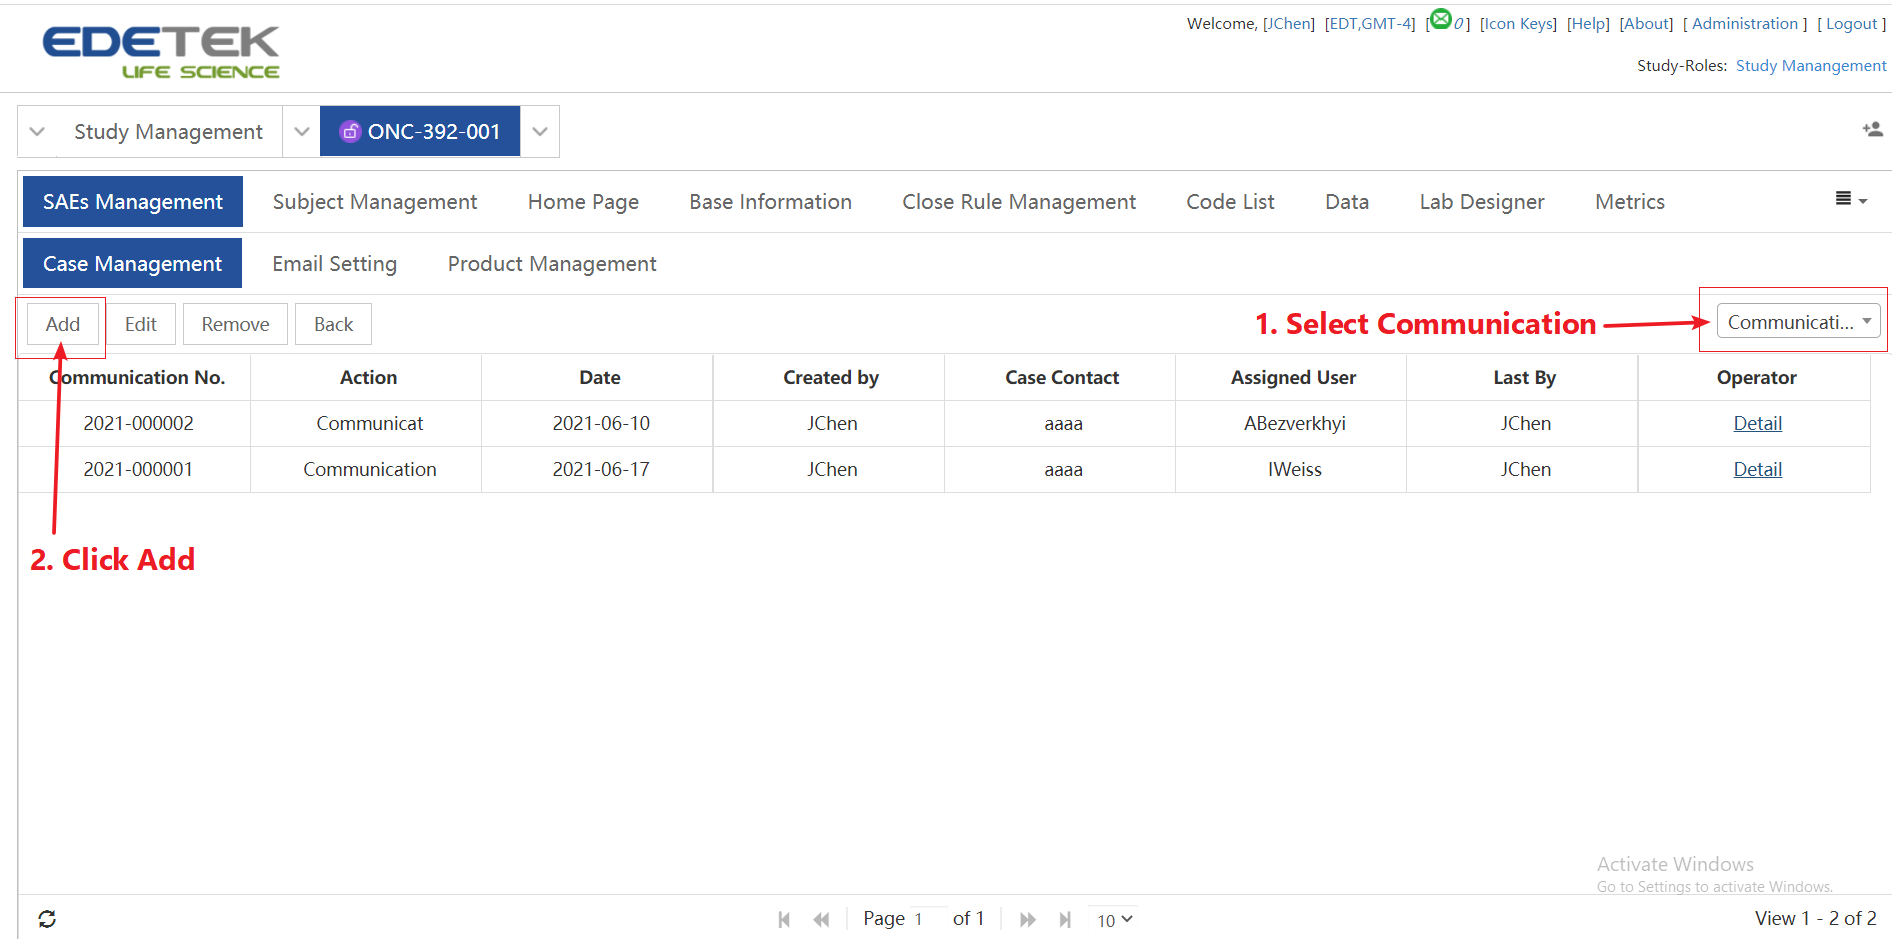 EDETEK
LIFE SCIENCE
Welcome, [JChen] [EDT,GMT-4] [0] [Icon Keys] [Help] [About] [ Administration ] [ Logout ]
Study-Roles: Study Manangement
Study Management
ONC-392-001
SAEs Management Subject Management Home Page Base Information Close Rule Management Code List Data Lab Designer Metrics
Case Management Email Setting Product Management
Add Edit Remove Back
1. Select Communication
Communicati...
Communication No. Action Date Created by Case Contact Assigned User Last By Operator
2021-000002 Communicat 2021-06-10 JChen aaaa ABezverkhyi JChen Detail
2021-000001 Communication 2021-06-17 JChen aaaa IWeiss JChen Detail
2. Click Add
Activate Windows
Go to Settings to activate Windows.
Page 1 of 1 10
View 1 - 2 of 2